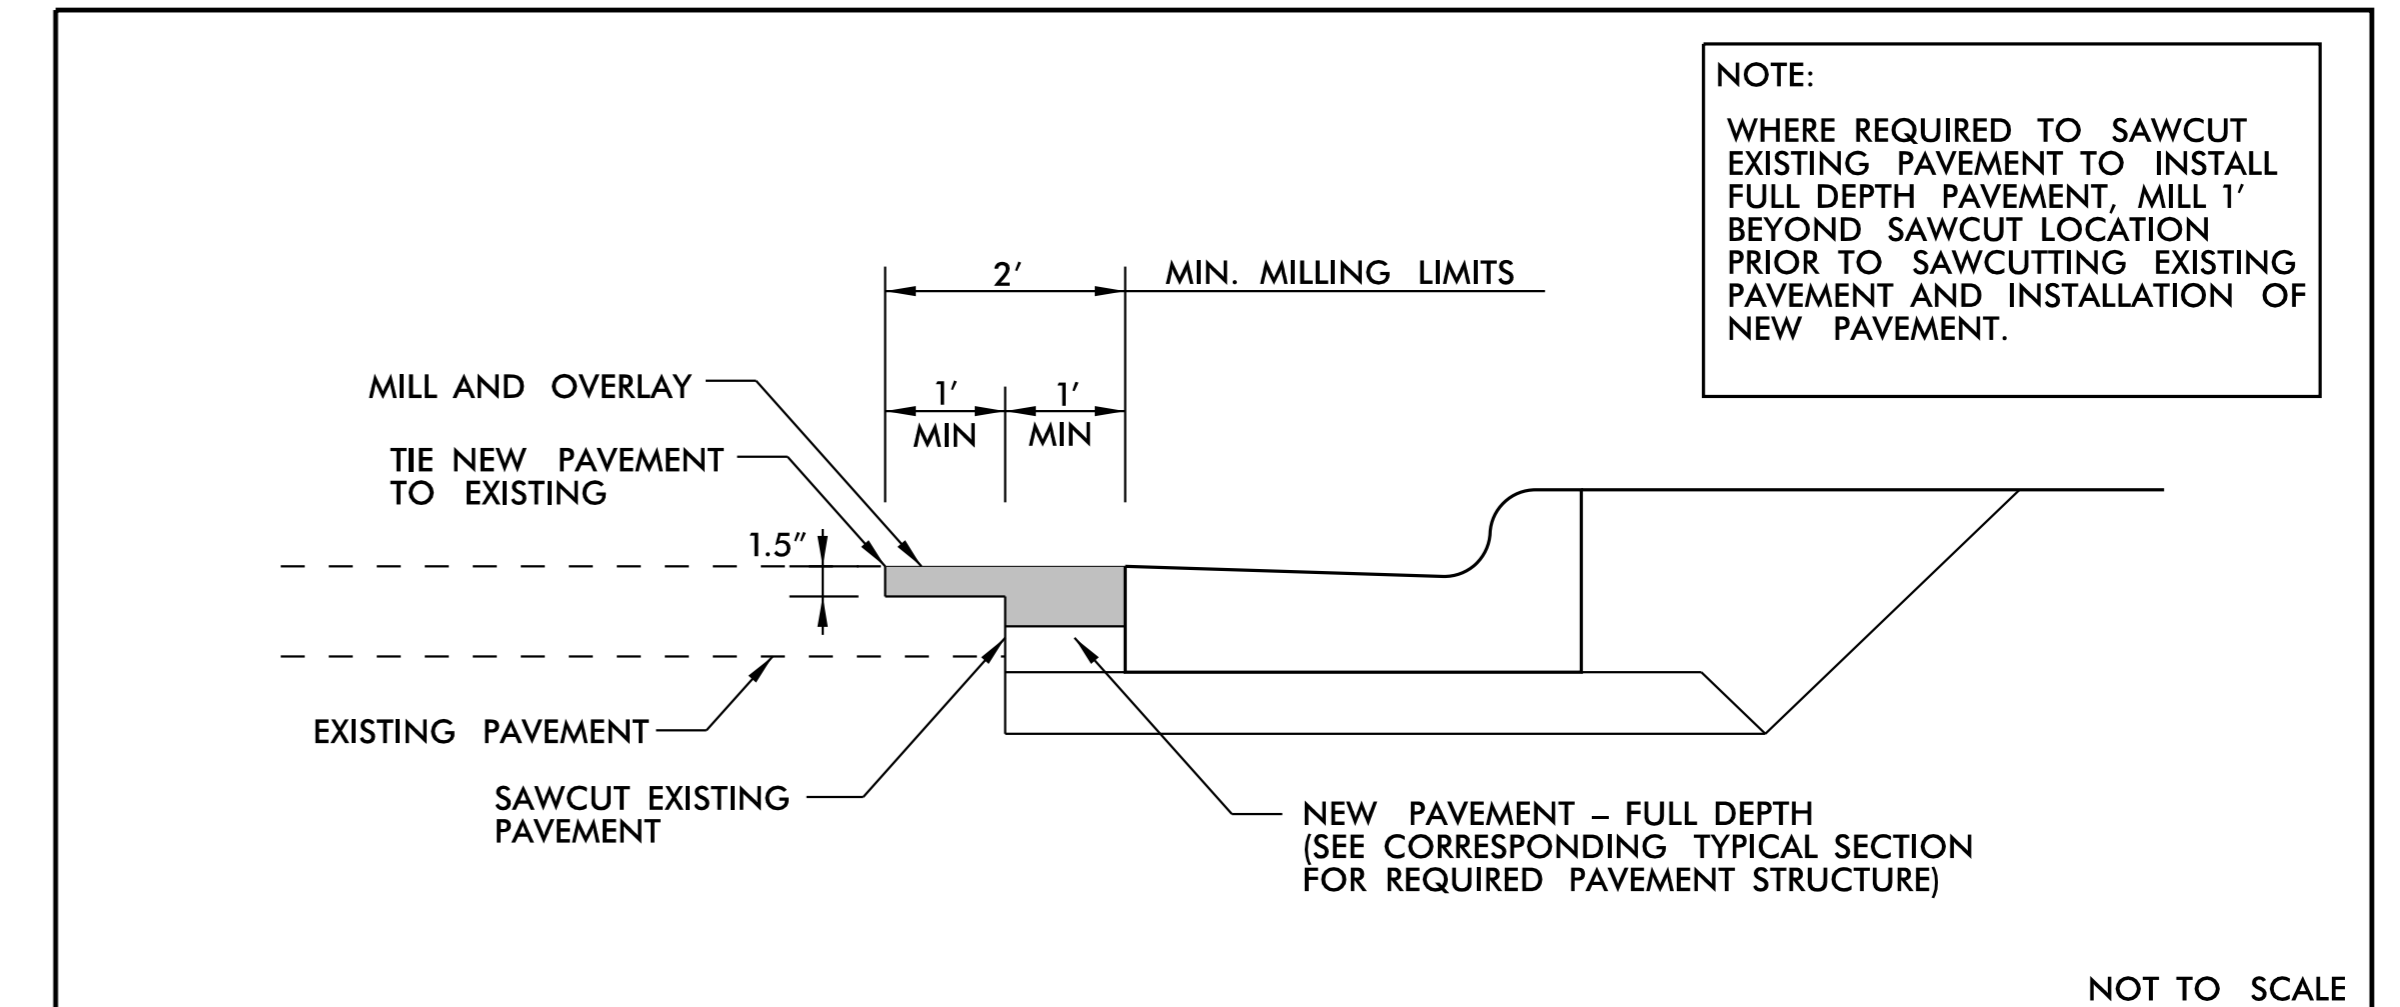 NOTE:
WHERE REQUIRED TO SAWCUT
EXISTING PAVEMENT TO INSTALL
FULL DEPTH PAVEMENT, MILL 1'
BEYOND SAWCUT LOCATION
PRIOR TO SAWCUTTING EXISTING
PAVEMENT AND INSTALLATION OF
NEW PAVEMENT.
2'
MIN. MILLING LIMITS
MILL AND OVERLAY
1'
MIN
1'
MIN
TIE NEW PAVEMENT
TO EXISTING
1.5"
EXISTING PAVEMENT
SAWCUT EXISTING
PAVEMENT
NEW PAVEMENT – FULL DEPTH
(SEE CORRESPONDING TYPICAL SECTION
FOR REQUIRED PAVEMENT STRUCTURE)
NOT TO SCALE